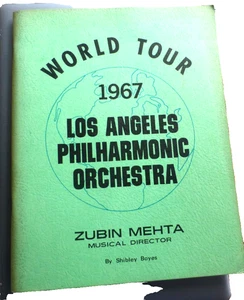 WORLD TOUR
1967
LOS ANGELES
PHILHARMONIC
ORCHESTRA
ZUBIN MEHTA
MUSICAL DIRECTOR
By Shibley Boyes